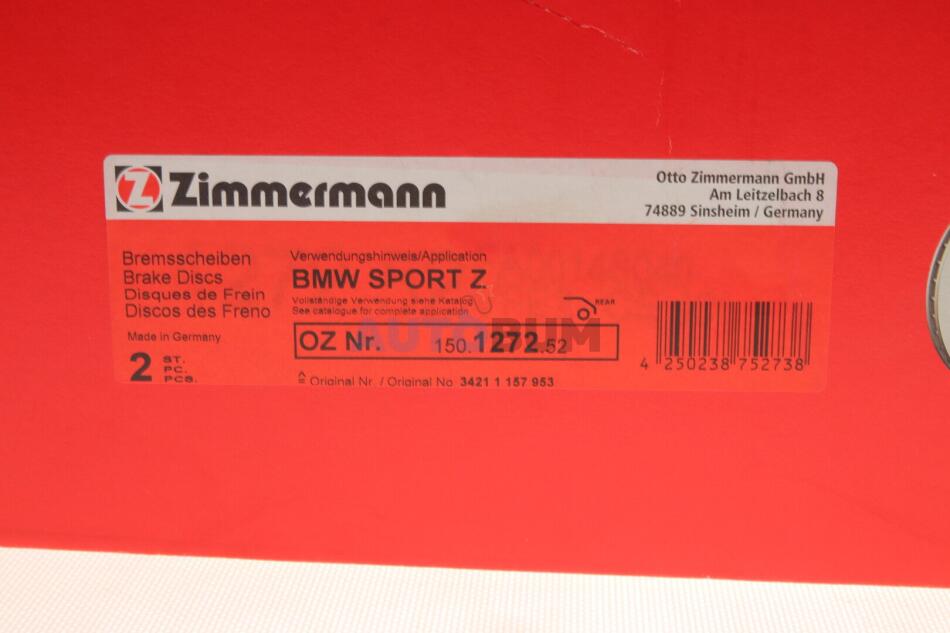 Z Zimmermann
Otto Zimmermann GmbH
Am Leitzelbach 8
74889 Sinsheim / Germany
Bremsscheiben
Brake Discs
Disques de Frein
Discos des Freno
Made in Germany
2 ST.
PC.
PCS.
Verwendungshinweis/Application
BMW SPORT Z
Vollständige Verwendung siehe Katalog
See catalogue for complete application
REAR
AUTOBUM
OZ Nr. 150.1272.52
≙ Original Nr. / Original No. 3421 1 157 953
4 250238 752738